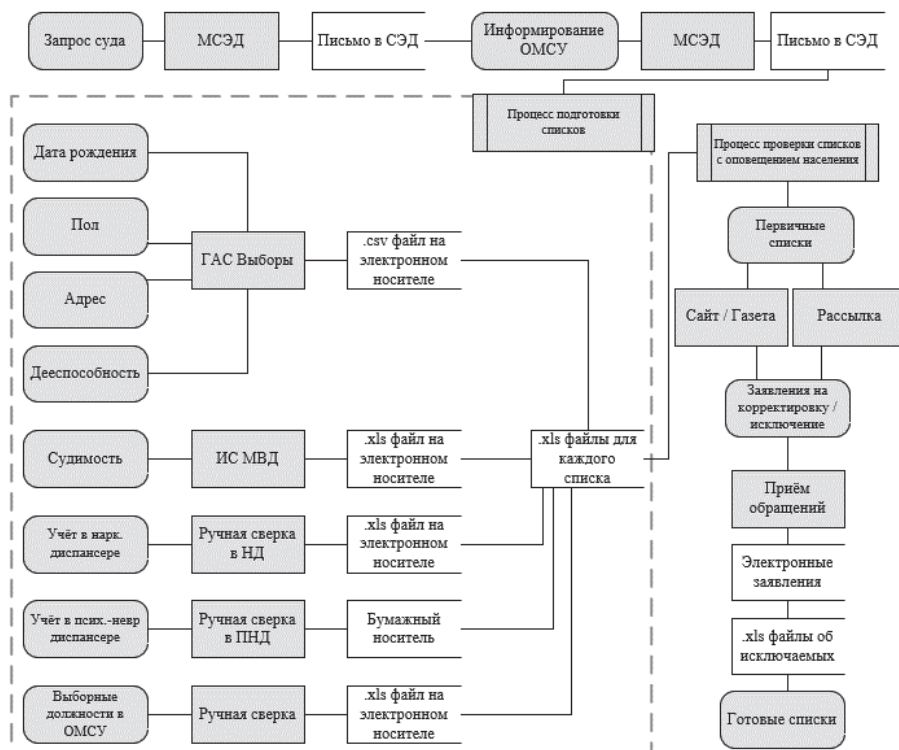 Запрос суда
МСЭД
Письмо в СЭД
Информирование
ОМСУ
МСЭД
Письмо в СЭД
Процесс подготовки
списков
Процесс проверки списков
с оповещением населения
Дата рождения
Пол
Адрес
Дееспособность
ГАС Выборы
.csv файл на
электронном
носителе
Судимость
ИС МВД
.xls файл на
электронном
носителе
.xls файлы для
каждого
списка
Учёт в нарк.
диспансере
Ручная сверка
в НД
.xls файл на
электронном
носителе
Учёт в псих.-невр
диспансере
Ручная сверка
в ПНД
Бумажный
носитель
Выборные
должности в
ОМСУ
Ручная сверка
.xls файл на
электронном
носителе
Первичные
списки
Сайт / Газета
Рассылка
Заявления на
корректировку /
исключение
Приём
обращений
Электронные
заявления
.xls файлы об
исключаемых
Готовые списки